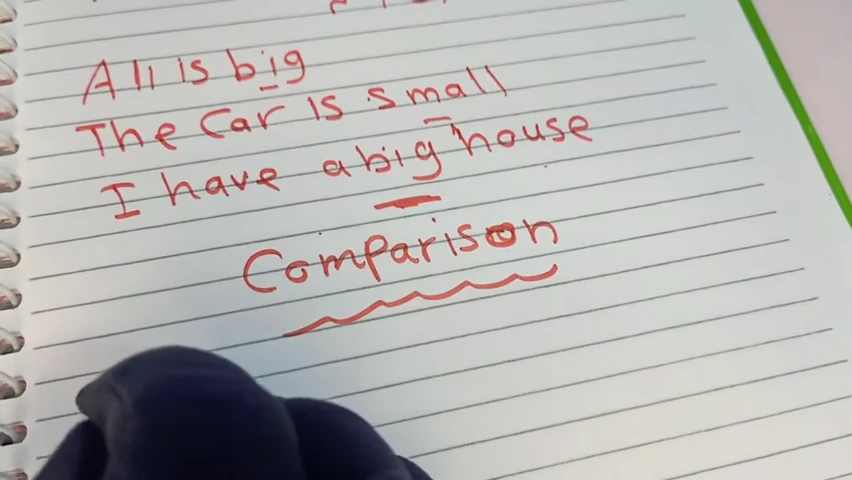 Ali is big
The Car is small
I have a big house
Comparison